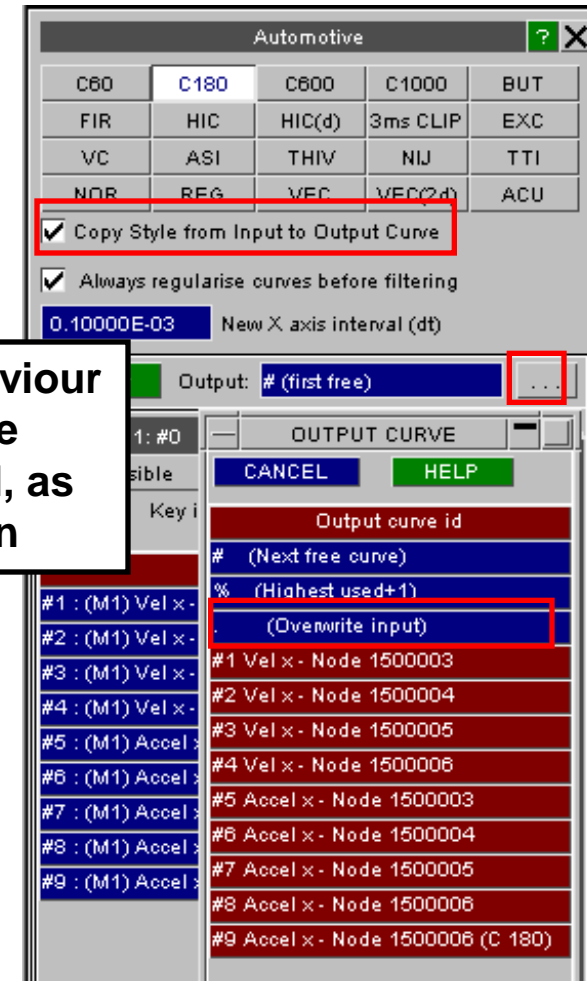 Automotive ? X
C60 C180 C600 C1000 BUT
FIR HIC HIC(d) 3ms CLIP EXC
VC ASI THIV NIJ TTI
NOR REG VEC VEC(2d) ACU
Copy Style from Input to Output Curve
Always regularise curves before filtering
0.10000E-03 New X axis interval (dt)
Output: # (first free) ...
viour
e
, as
n
1: #0
sible
Key i
#1 : (M1) Vel x -
#2 : (M1) Vel x -
#3 : (M1) Vel x -
#4 : (M1) Vel x -
#5 : (M1) Accel
#6 : (M1) Accel
#7 : (M1) Accel
#8 : (M1) Accel
#9 : (M1) Accel
OUTPUT CURVE
CANCEL HELP
Output curve id
# (Next free curve)
% (Highest used+1)
. (Overwrite input)
#1 Vel x - Node 1500003
#2 Vel x - Node 1500004
#3 Vel x - Node 1500005
#4 Vel x - Node 1500006
#5 Accel x - Node 1500003
#6 Accel x - Node 1500004
#7 Accel x - Node 1500005
#8 Accel x - Node 1500006
#9 Accel x - Node 1500006 (C 180)